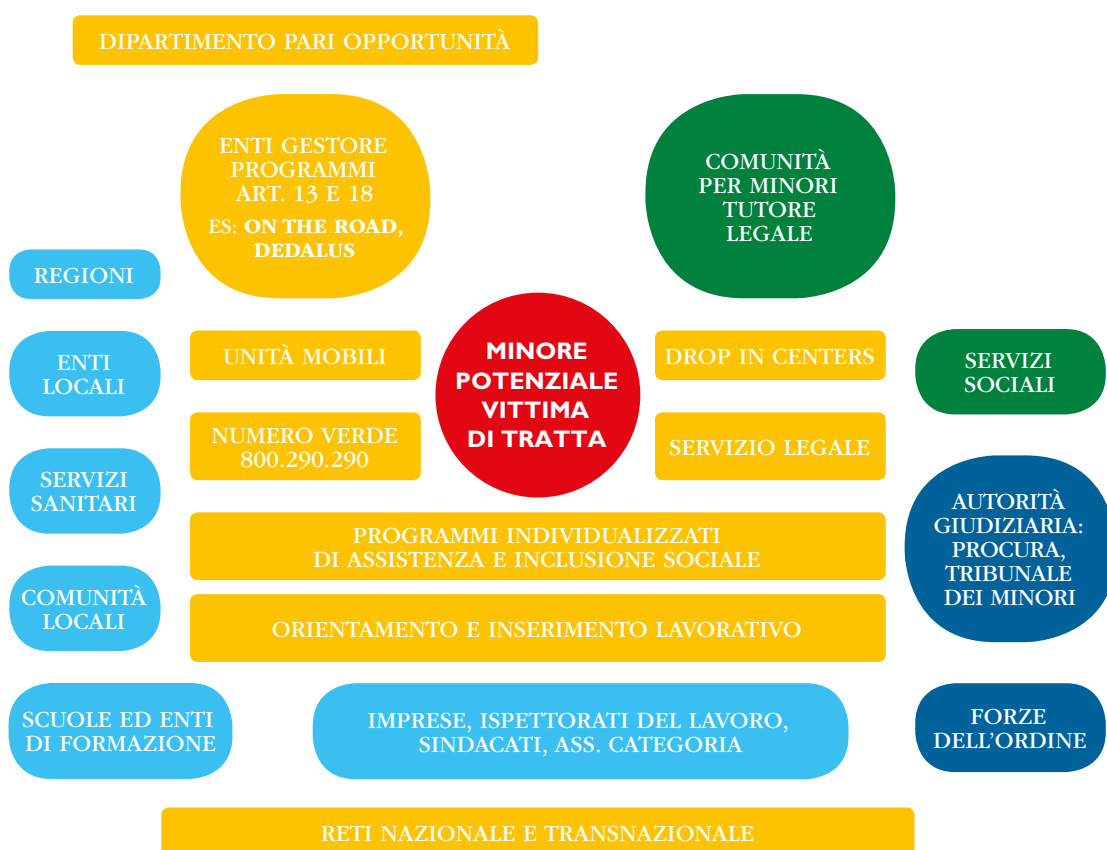 DIPARTIMENTO PARI OPPORTUNITÀ
ENTI GESTORE
PROGRAMMI
ART. 13 E 18
ES: ON THE ROAD,
DEDALUS
COMUNITÀ
PER MINORI
TUTORE
LEGALE
REGIONI
ENTI
LOCALI
UNITÀ MOBILI
MINORE
POTENZIALE
VITTIMA
DI TRATTA
DROP IN CENTERS
SERVIZI
SOCIALI
NUMERO VERDE
800.290.290
SERVIZIO LEGALE
SERVIZI
SANITARI
PROGRAMMI INDIVIDUALIZZATI
DI ASSISTENZA E INCLUSIONE SOCIALE
AUTORITÀ
GIUDIZIARIA:
PROCURA,
TRIBUNALE
DEI MINORI
COMUNITÀ
LOCALI
ORIENTAMENTO E INSERIMENTO LAVORATIVO
SCUOLE ED ENTI
DI FORMAZIONE
IMPRESE, ISPETTORATI DEL LAVORO,
SINDACATI, ASS. CATEGORIA
FORZE
DELL'ORDINE
RETI NAZIONALE E TRANSNAZIONALE